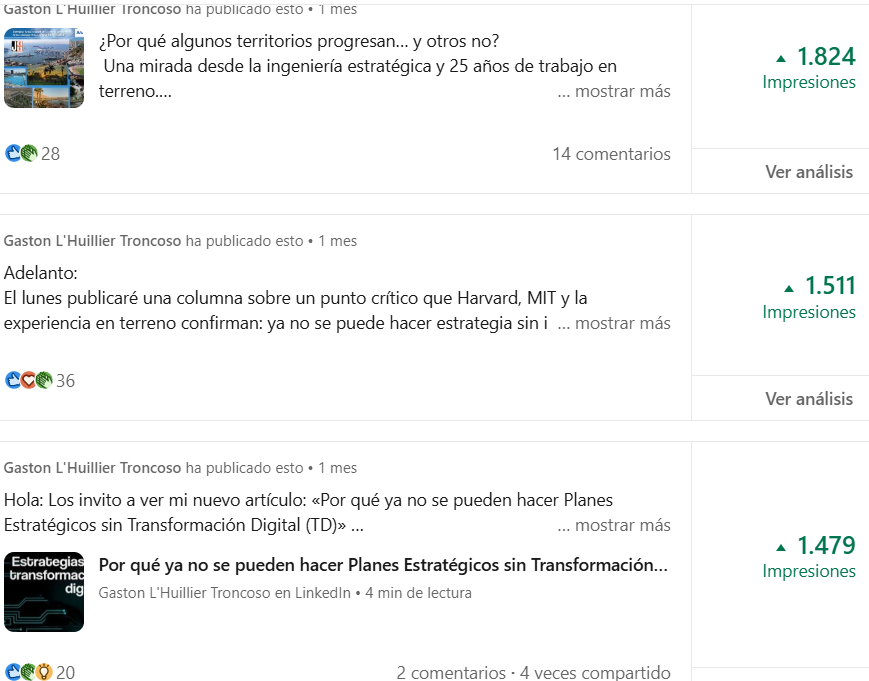 Gaston L'Huillier Troncoso ha publicado esto • 1 mes
¿Por qué algunos territorios progresan... y otros no?
Una mirada desde la ingeniería estratégica y 25 años de trabajo en
terreno.... ... mostrar más
28 14 comentarios
▲ 1.824
Impresiones
Ver análisis
Gaston L'Huillier Troncoso ha publicado esto • 1 mes
Adelanto:
El lunes publicaré una columna sobre un punto crítico que Harvard, MIT y la
experiencia en terreno confirman: ya no se puede hacer estrategia sin i ... mostrar más
36
▲ 1.511
Impresiones
Ver análisis
Gaston L'Huillier Troncoso ha publicado esto • 1 mes
Hola: Los invito a ver mi nuevo artículo: «Por qué ya no se pueden hacer Planes
Estratégicos sin Transformación Digital (TD)» ... ... mostrar más
Estrategias
transformac
dig
Por qué ya no se pueden hacer Planes Estratégicos sin Transformación...
Gaston L'Huillier Troncoso en LinkedIn • 4 min de lectura
20 2 comentarios · 4 veces compartido
▲ 1.479
Impresiones